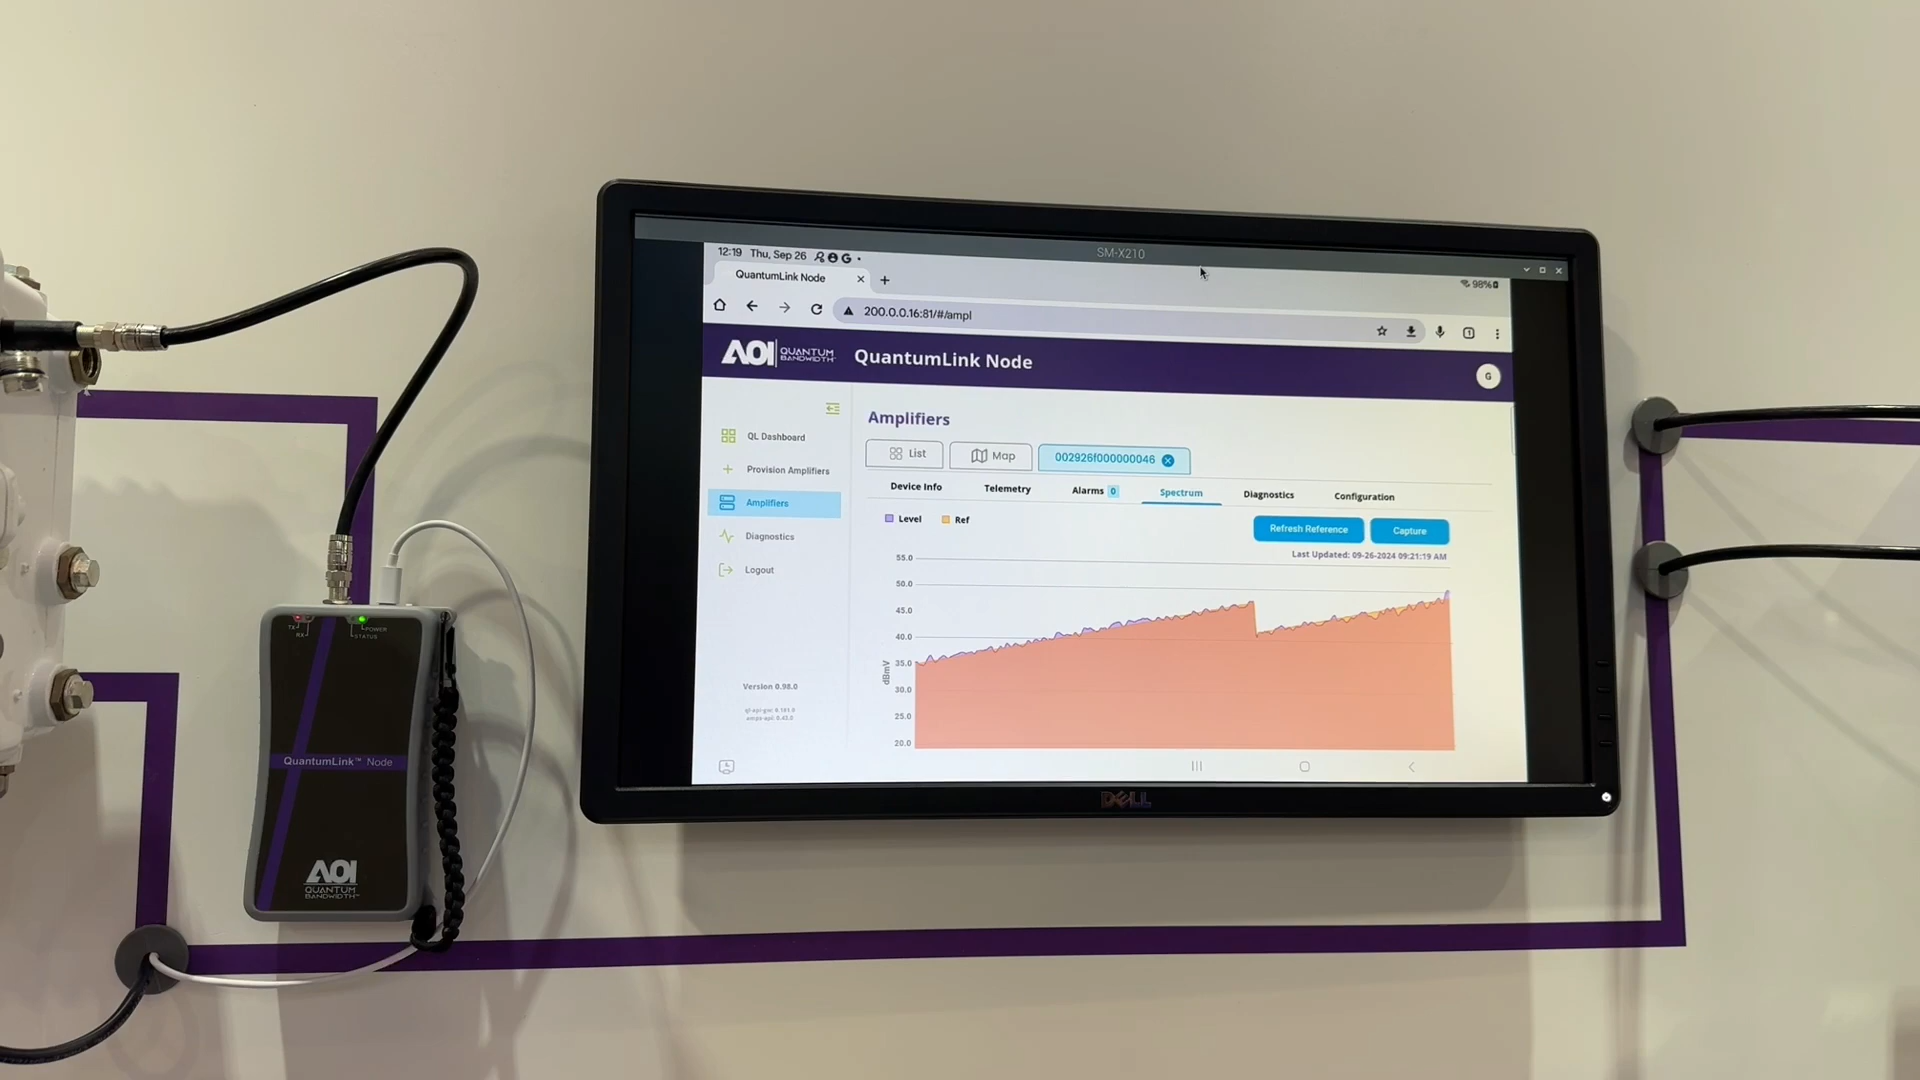 SM-X210
12:19 Thu, Sep 26
98%
QuantumLink Node
200.0.0.16:81/#/ampl
AOI QUANTUM BANDWIDTH
QuantumLink Node
G
QL Dashboard
Provision Amplifiers
Amplifiers
Diagnostics
Logout
Version 0.98.0
Amplifiers
List
Map
002926f000000046
Device Info
Telemetry
Alarms 0
Spectrum
Diagnostics
Configuration
Level
Ref
Refresh Reference
Capture
Last Updated: 09-26-2024 09:21:19 AM
55.0
50.0
45.0
40.0
35.0
30.0
25.0
20.0
dBmV
DELL
TX
RX
POWER
STATUS
QuantumLink™ Node
AOI
QUANTUM
BANDWIDTH™